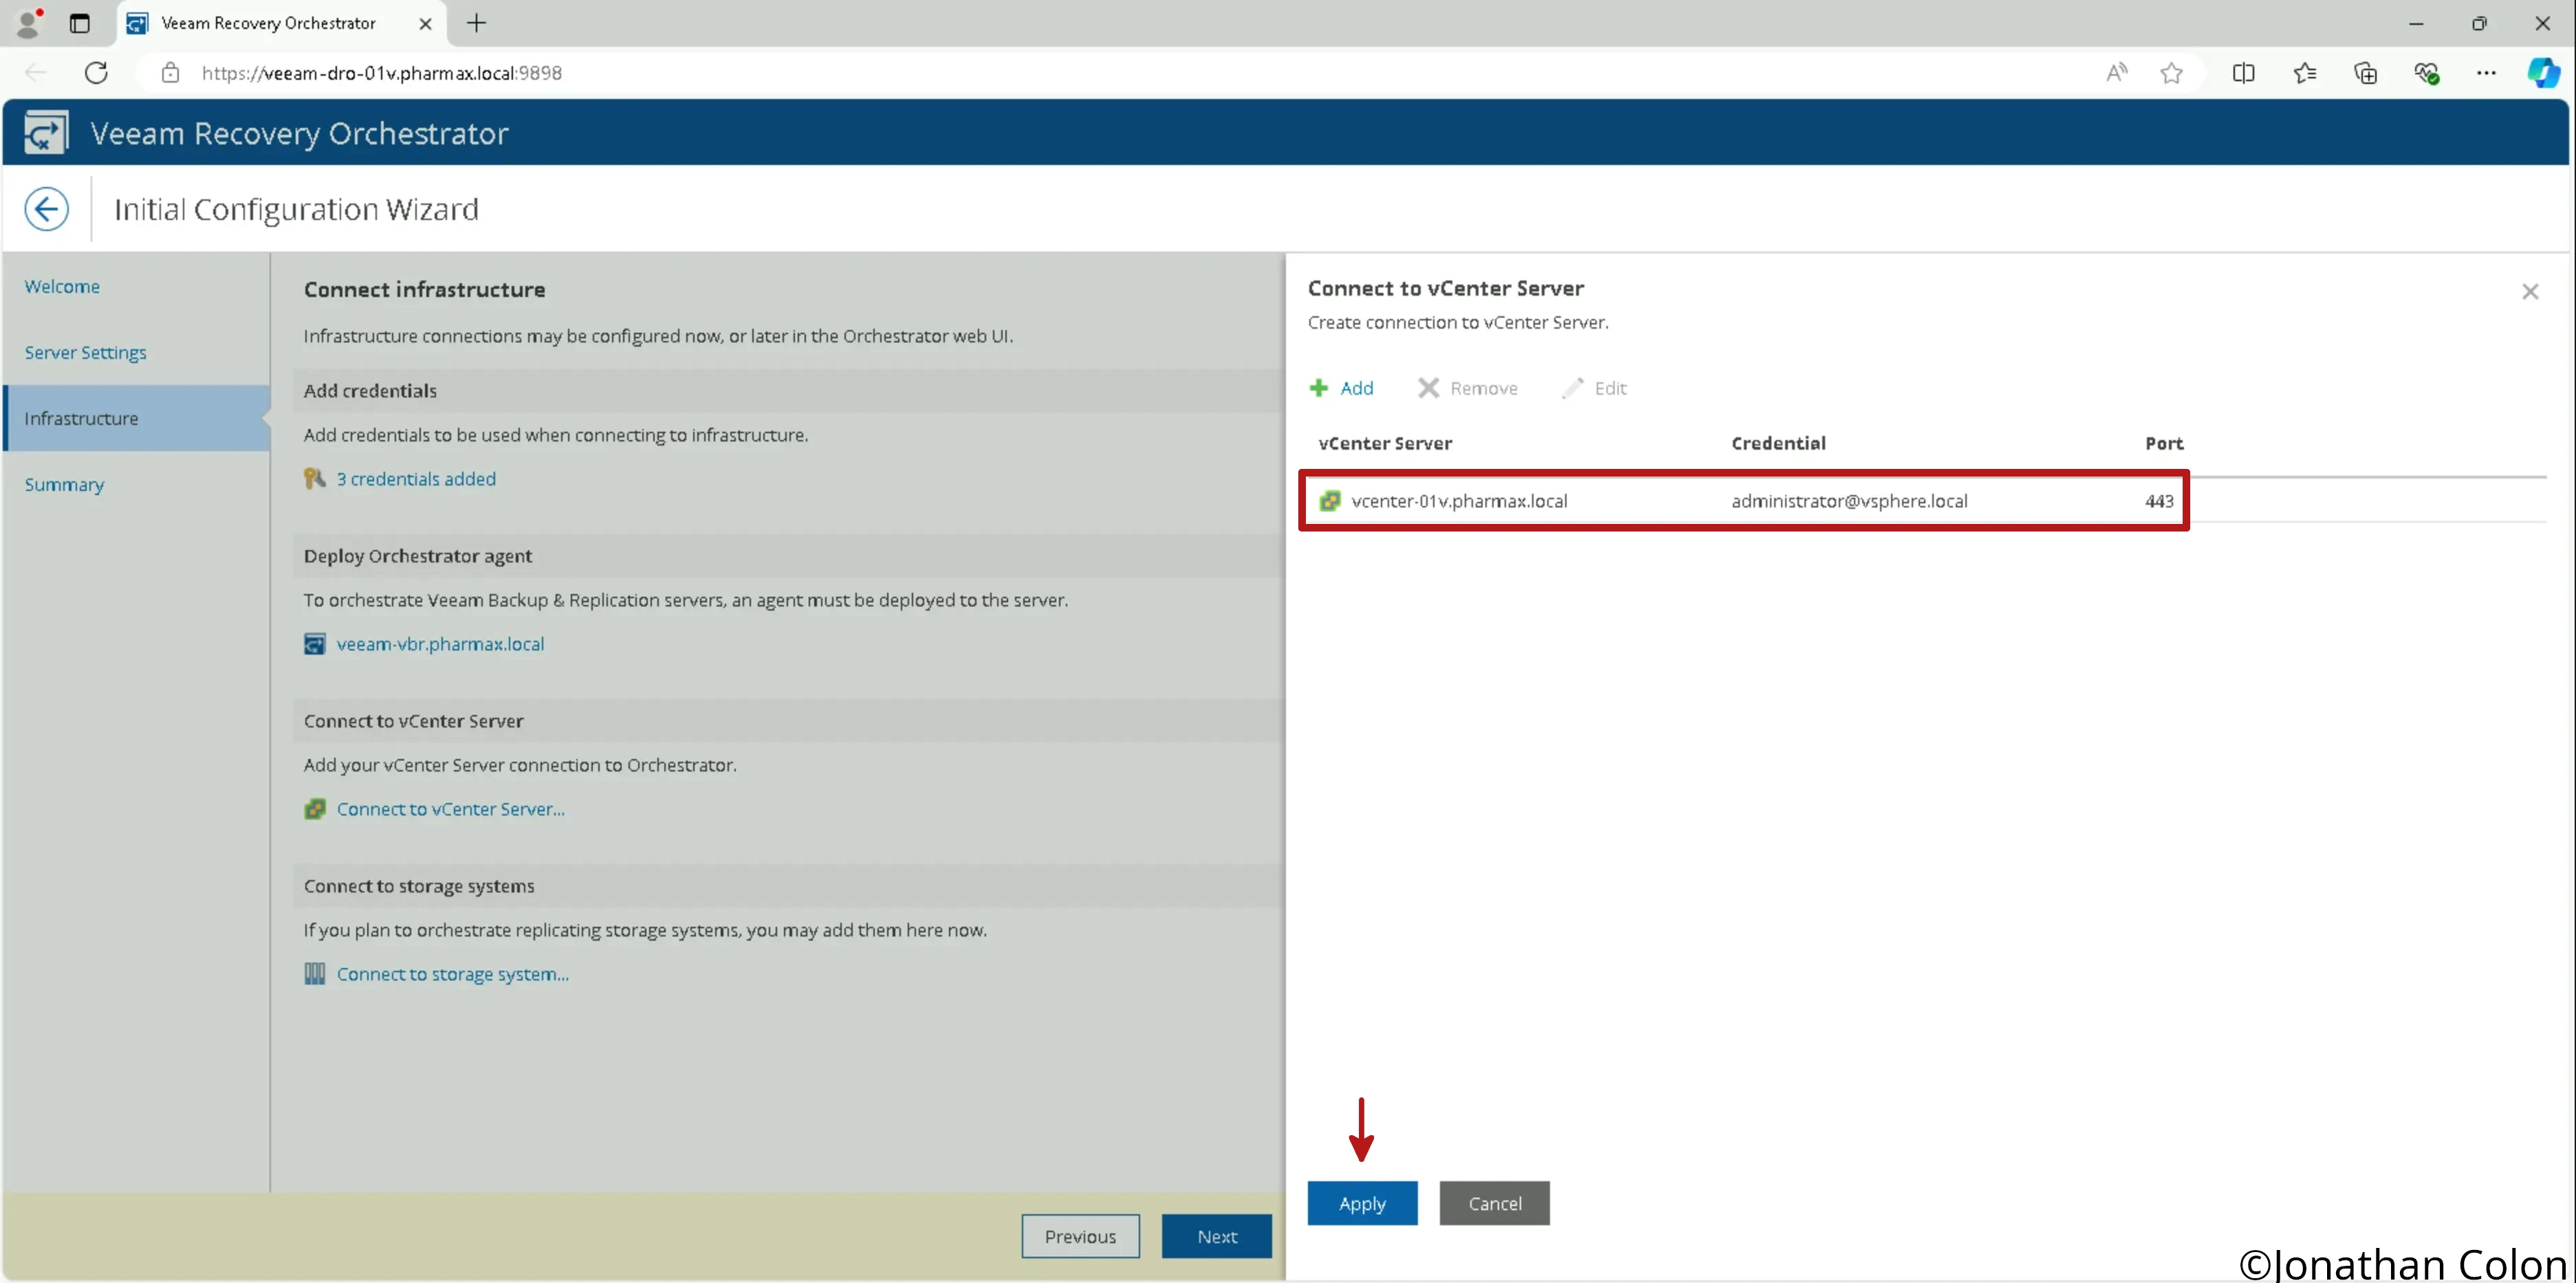 Veeam Recovery Orchestrator
https://veeam-dro-01v.pharmax.local:9898
Veeam Recovery Orchestrator
Initial Configuration Wizard
Welcome
Server Settings
Infrastructure
Summary
Connect infrastructure
Infrastructure connections may be configured now, or later in the Orchestrator web UI.
Add credentials
Add credentials to be used when connecting to infrastructure.
3 credentials added
Deploy Orchestrator agent
To orchestrate Veeam Backup & Replication servers, an agent must be deployed to the server.
veeam-vbr.pharmax.local
Connect to vCenter Server
Add your vCenter Server connection to Orchestrator.
Connect to vCenter Server...
Connect to storage systems
If you plan to orchestrate replicating storage systems, you may add them here now.
Connect to storage system...
Previous Next
Connect to vCenter Server
Create connection to vCenter Server.
Add Remove Edit
vCenter Server Credential Port
vcenter-01v.pharmax.local administrator@vsphere.local 443
Apply Cancel
©Jonathan Colon